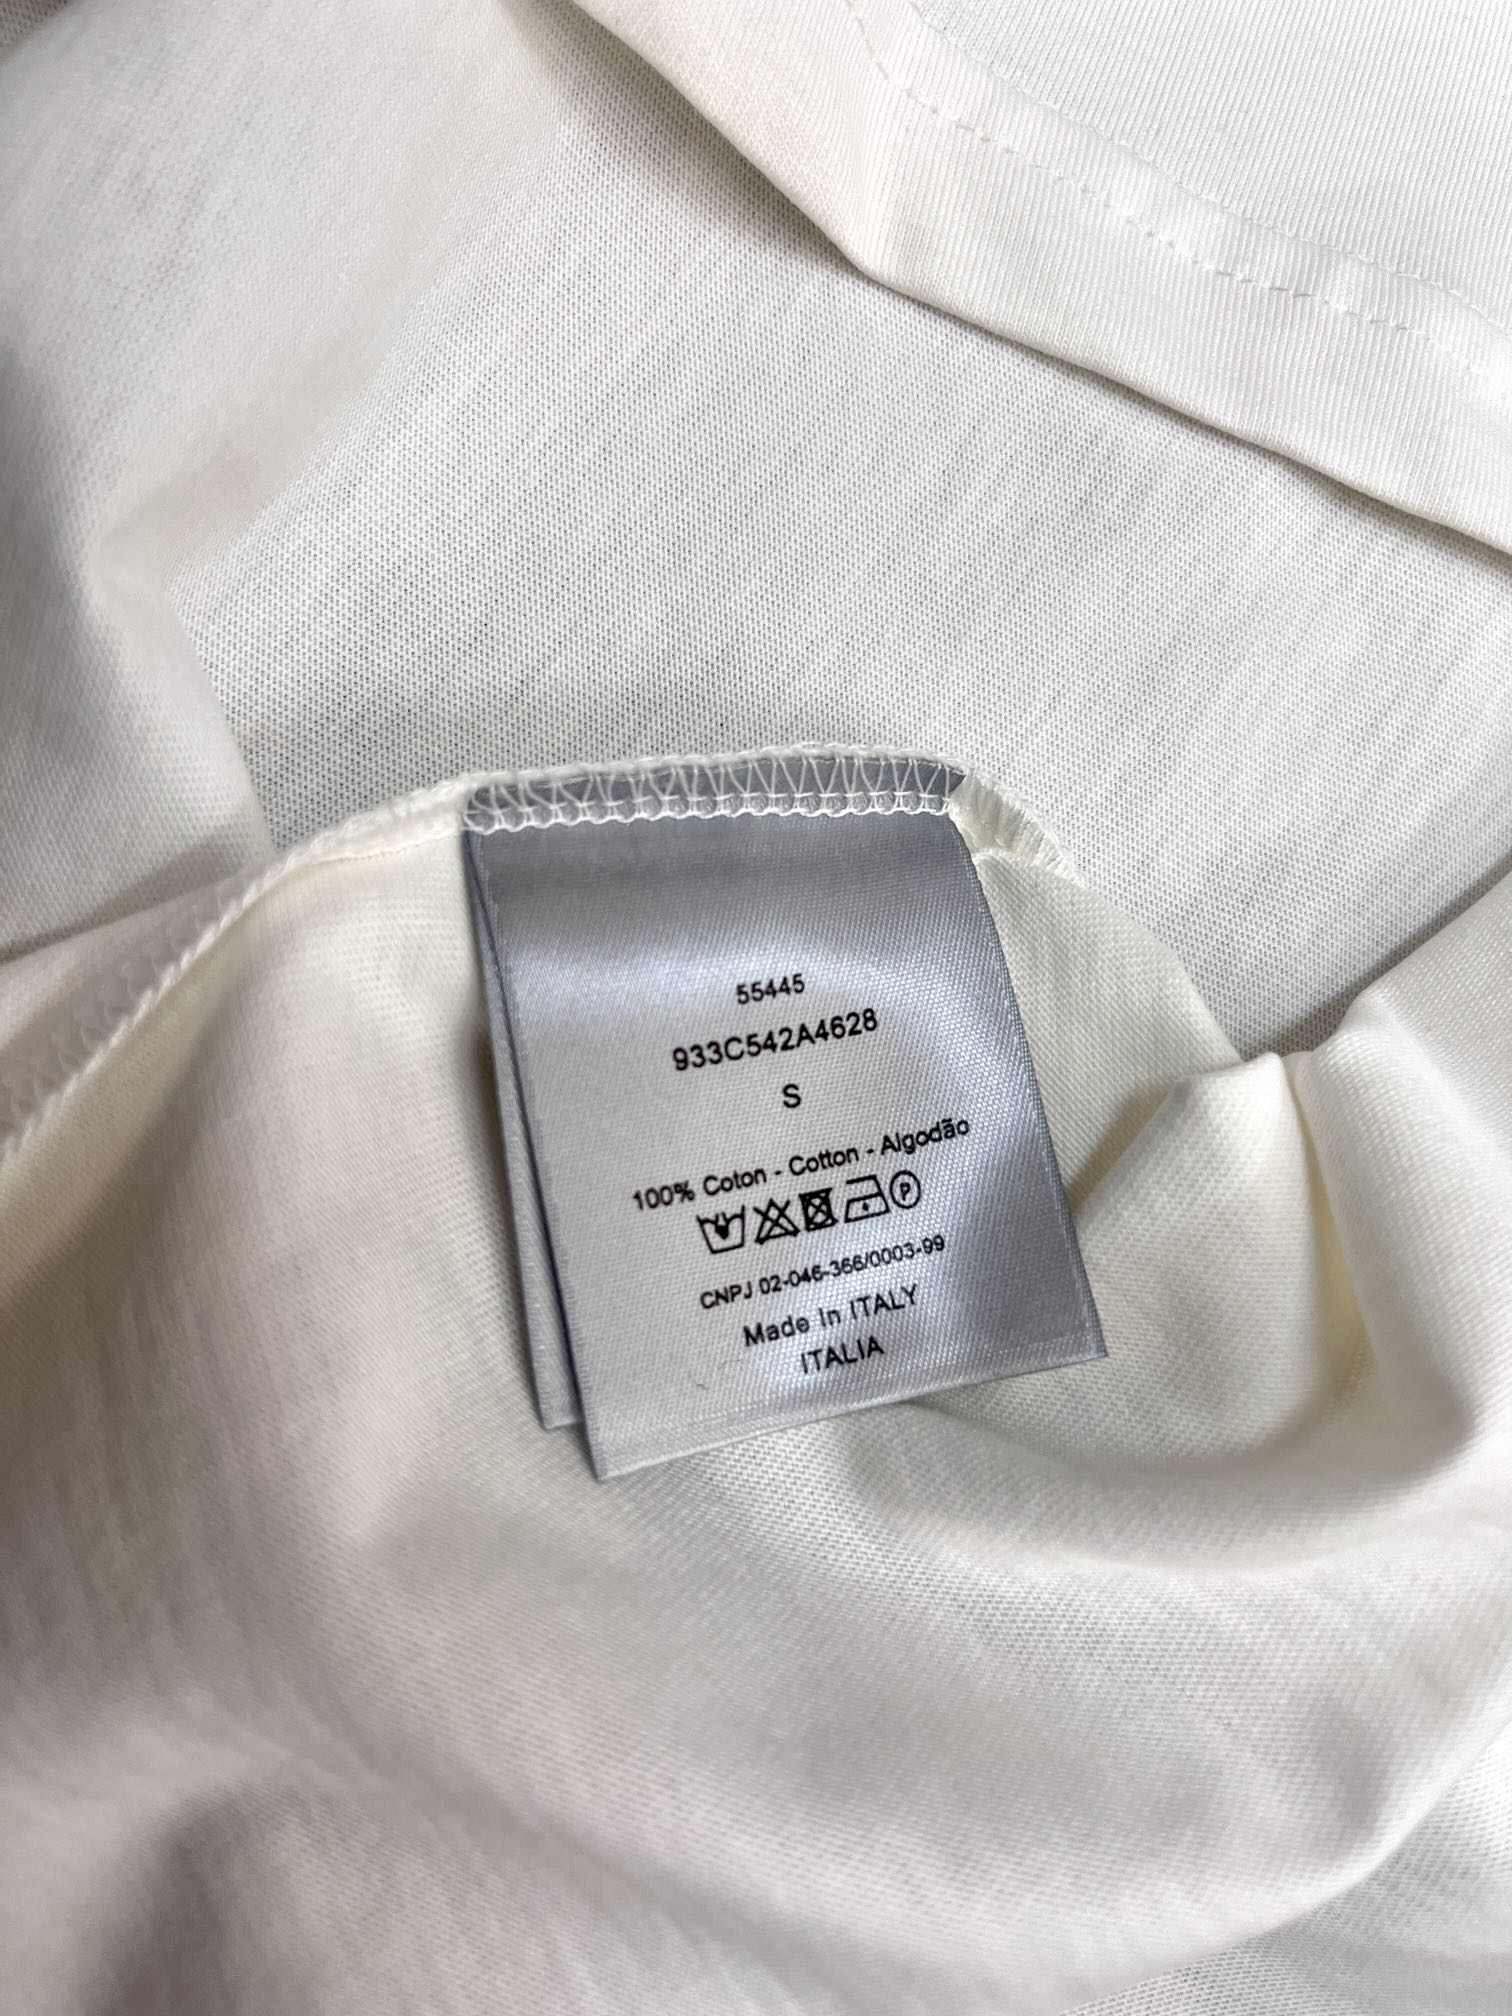 55445
933C542A4628
S
100% Coton - Cotton - Algodão
P
CNPJ 02-046-366/0003-99
Made In ITALY
ITALIA